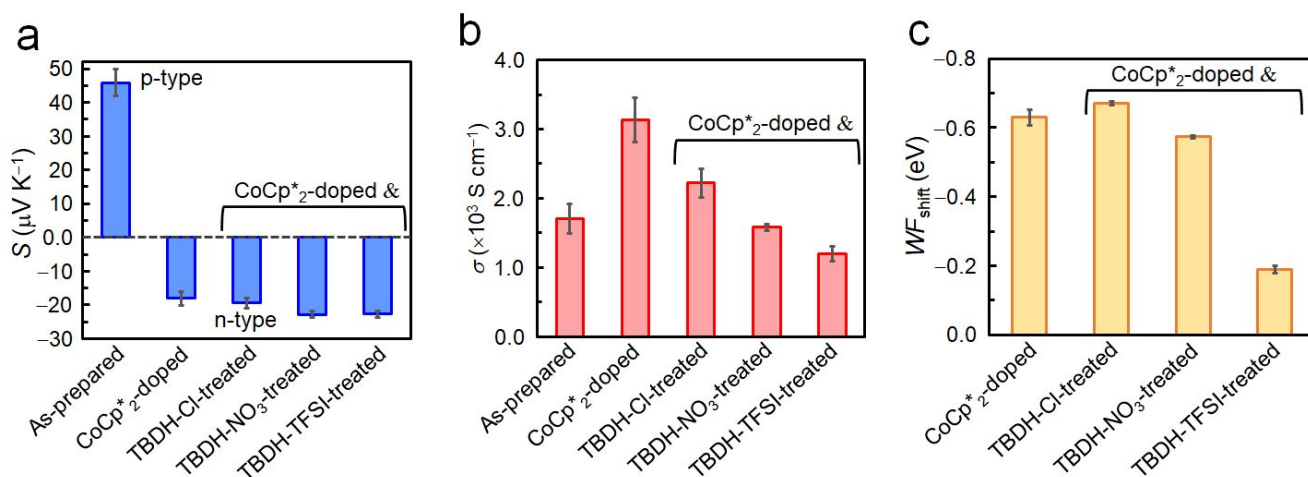 a
S (μV K⁻¹)
50
40
30
20
10
0.0
−10
−20
−30
p-type
CoCp*₂-doped &
n-type
As-prepared
CoCp*₂-doped
TBDH-Cl-treated
TBDH-NO₃-treated
TBDH-TFSI-treated
b
σ (×10³ S cm⁻¹)
4.0
3.0
2.0
1.0
0.0
CoCp*₂-doped &
As-prepared
CoCp*₂-doped
TBDH-Cl-treated
TBDH-NO₃-treated
TBDH-TFSI-treated
c
WF_shift (eV)
−0.8
−0.6
−0.4
−0.2
0.0
CoCp*₂-doped &
CoCp*₂-doped
TBDH-Cl-treated
TBDH-NO₃-treated
TBDH-TFSI-treated